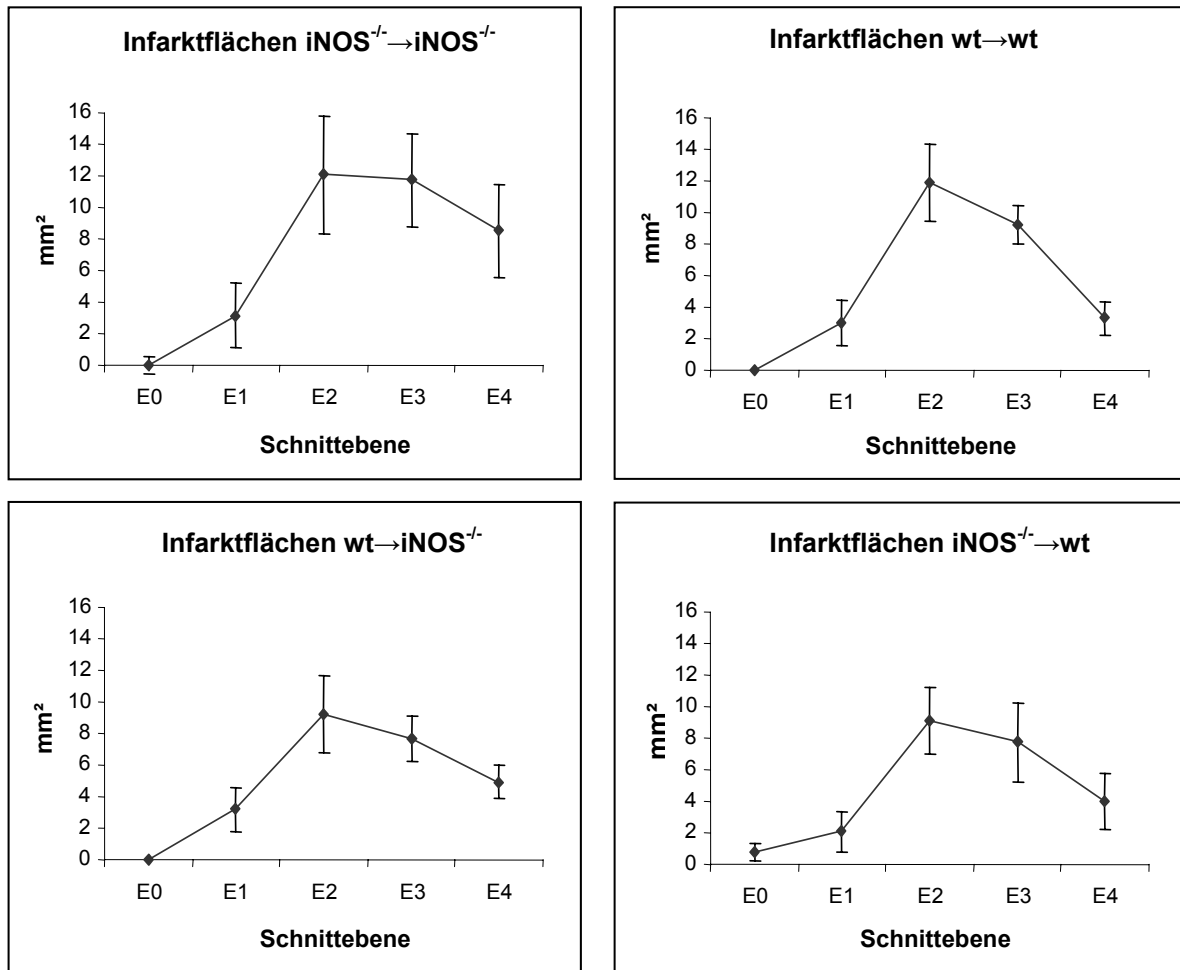 Infarktflächen iNOS⁻/⁻→iNOS⁻/⁻
16
14
12
10
8
6
4
2
0
mm²
E0 E1 E2 E3 E4
Schnittebene
Infarktflächen wt→wt
16
14
12
10
8
6
4
2
0
mm²
E0 E1 E2 E3 E4
Schnittebene
Infarktflächen wt→iNOS⁻/⁻
16
14
12
10
8
6
4
2
0
mm²
E0 E1 E2 E3 E4
Schnittebene
Infarktflächen iNOS⁻/⁻→wt
16
14
12
10
8
6
4
2
0
mm²
E0 E1 E2 E3 E4
Schnittebene